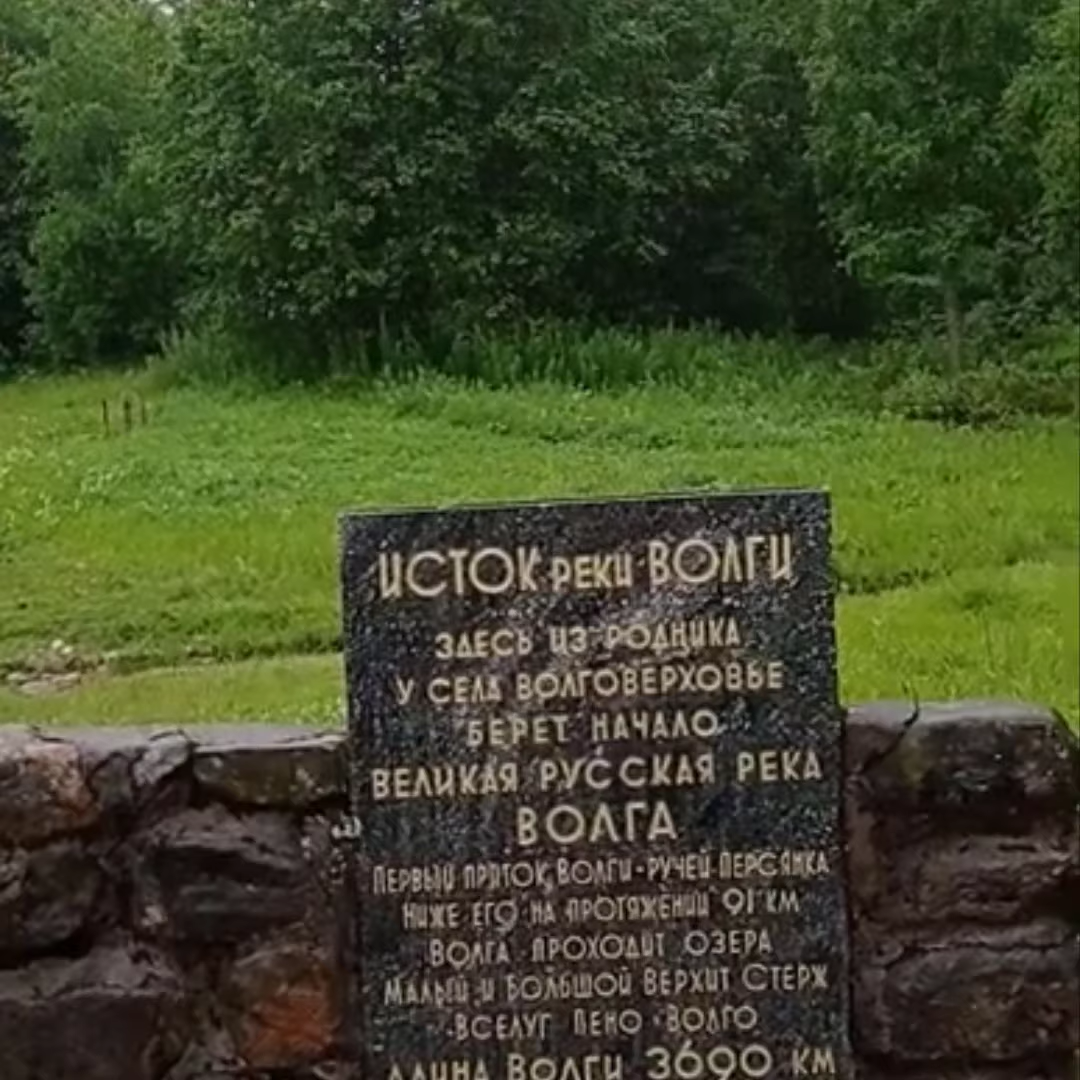 ИСТОК РЕКИ ВОЛГИ
ЗДЕСЬ ИЗ РОДНИКА
У СЕЛА ВОЛГОВЕРХОВЬЕ
БЕРЕТ НАЧАЛО
ВЕЛИКАЯ РУССКАЯ РЕКА
ВОЛГА
ПЕРВЫЙ ПРИТОК ВОЛГИ-РУЧЕЙ ПЕРСЯНКА
НИЖЕ ЕГО НА ПРОТЯЖЕНИИ 91 КМ
ВОЛГА ПРОХОДИТ ОЗЕРА
МАЛЫЙ И БОЛЬШОЙ ВЕРХИТ СТЕРЖ
ВСЕЛУГ ПЕНО ВОЛГО
ДЛИНА ВОЛГИ 3690 КМ